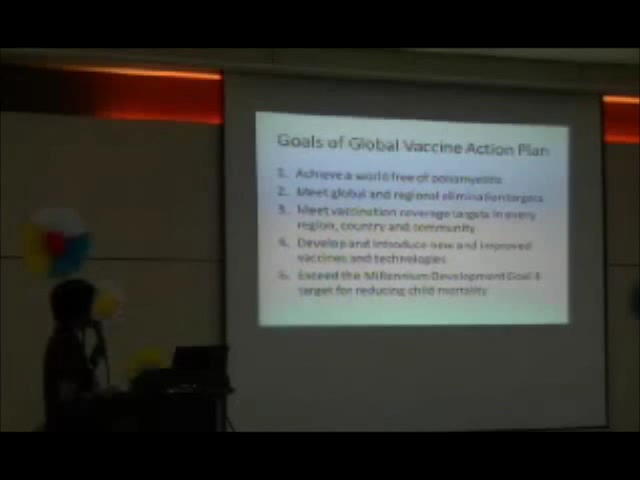 Goals of Global Vaccine Action Plan
1. Achieve a world free of poliomyelitis
2. Meet global and regional elimination targets
3. Meet vaccination coverage targets in every
region, country and community
4. Develop and introduce new and improved
vaccines and technologies
5. Exceed the Millennium Development Goal 4
target for reducing child mortality